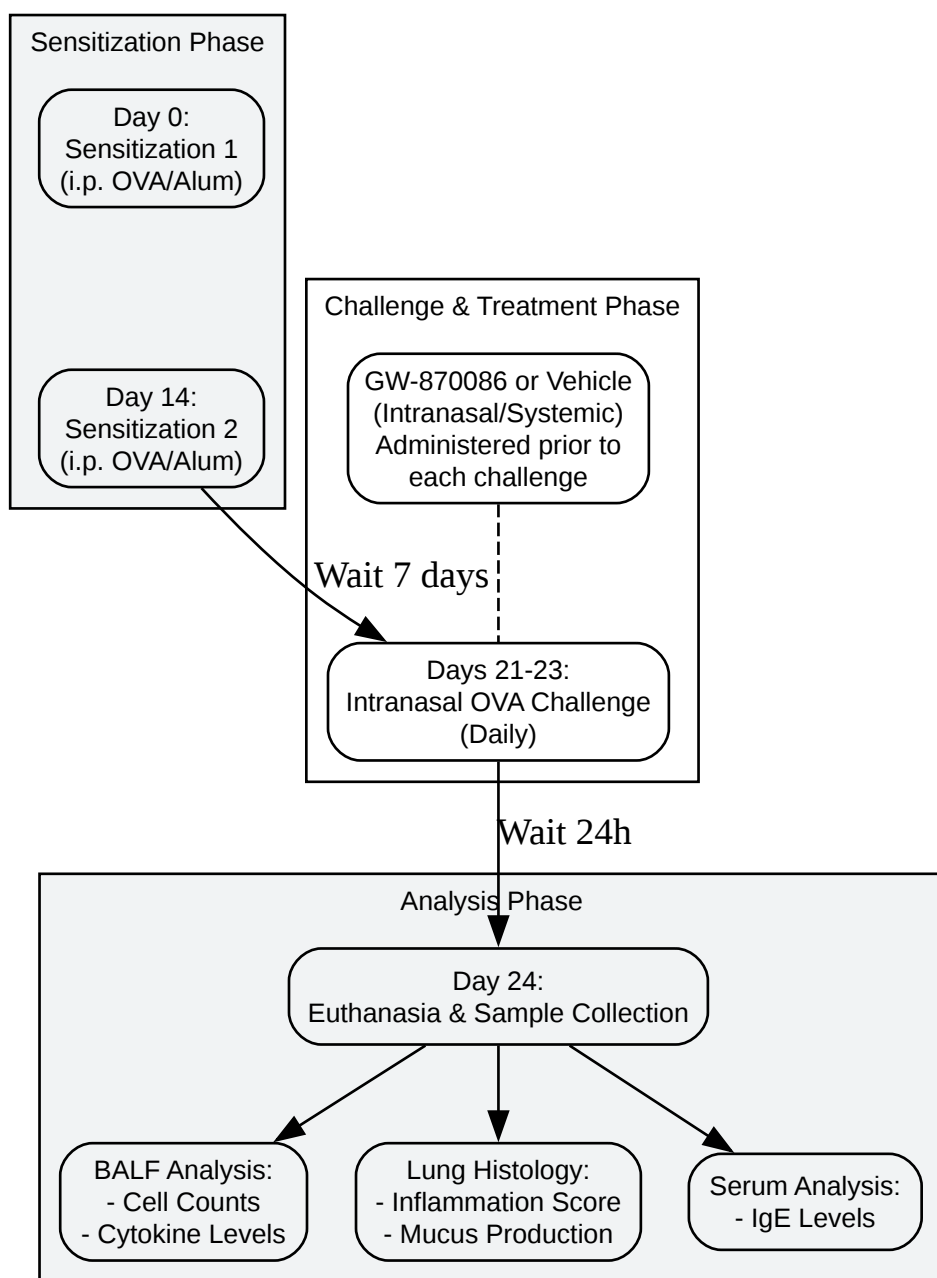 Sensitization Phase
Day 0:
Sensitization 1
(i.p. OVA/Alum)
Day 14:
Sensitization 2
(i.p. OVA/Alum)
Challenge & Treatment Phase
GW-870086 or Vehicle
(Intranasal/Systemic)
Administered prior to
each challenge
Wait 7 days
Days 21-23:
Intranasal OVA Challenge
(Daily)
Wait 24h
Analysis Phase
Day 24:
Euthanasia & Sample Collection
BALF Analysis:
- Cell Counts
- Cytokine Levels
Lung Histology:
- Inflammation Score
- Mucus Production
Serum Analysis:
- IgE Levels